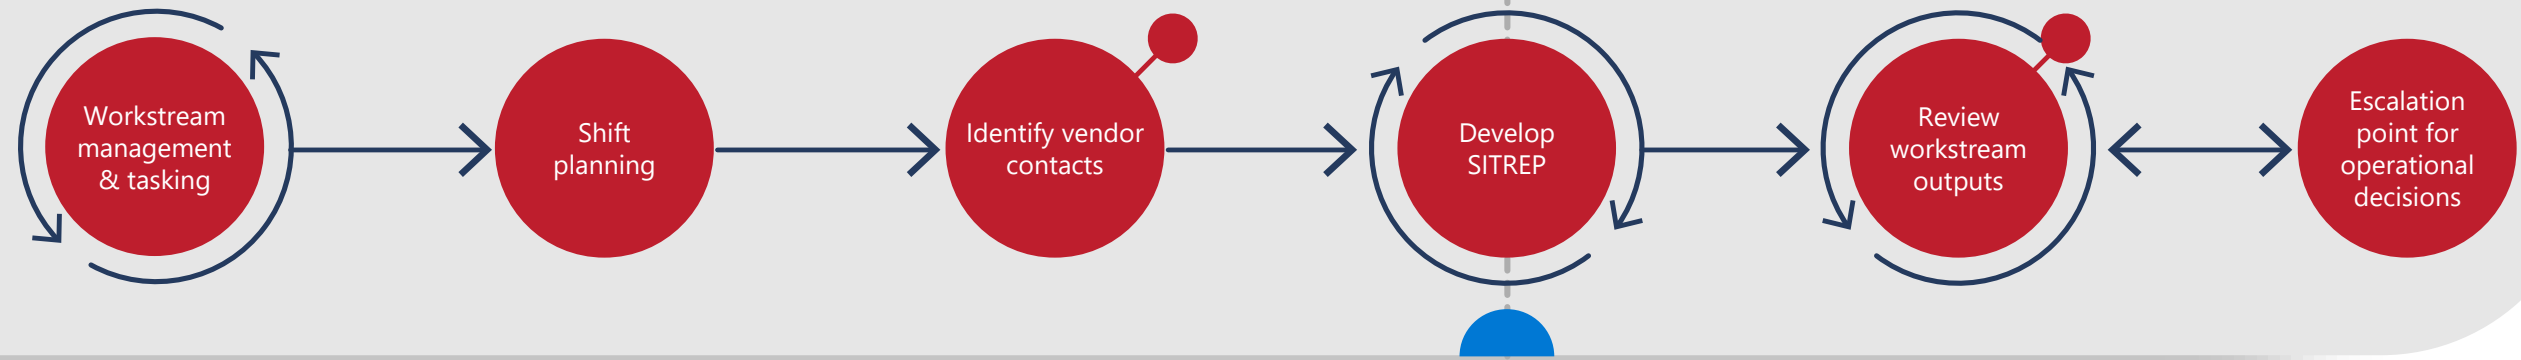 Workstream
management
& tasking
Shift
planning
Identify vendor
contacts
Develop
SITREP
Review
workstream
outputs
Escalation
point for
operational
decisions